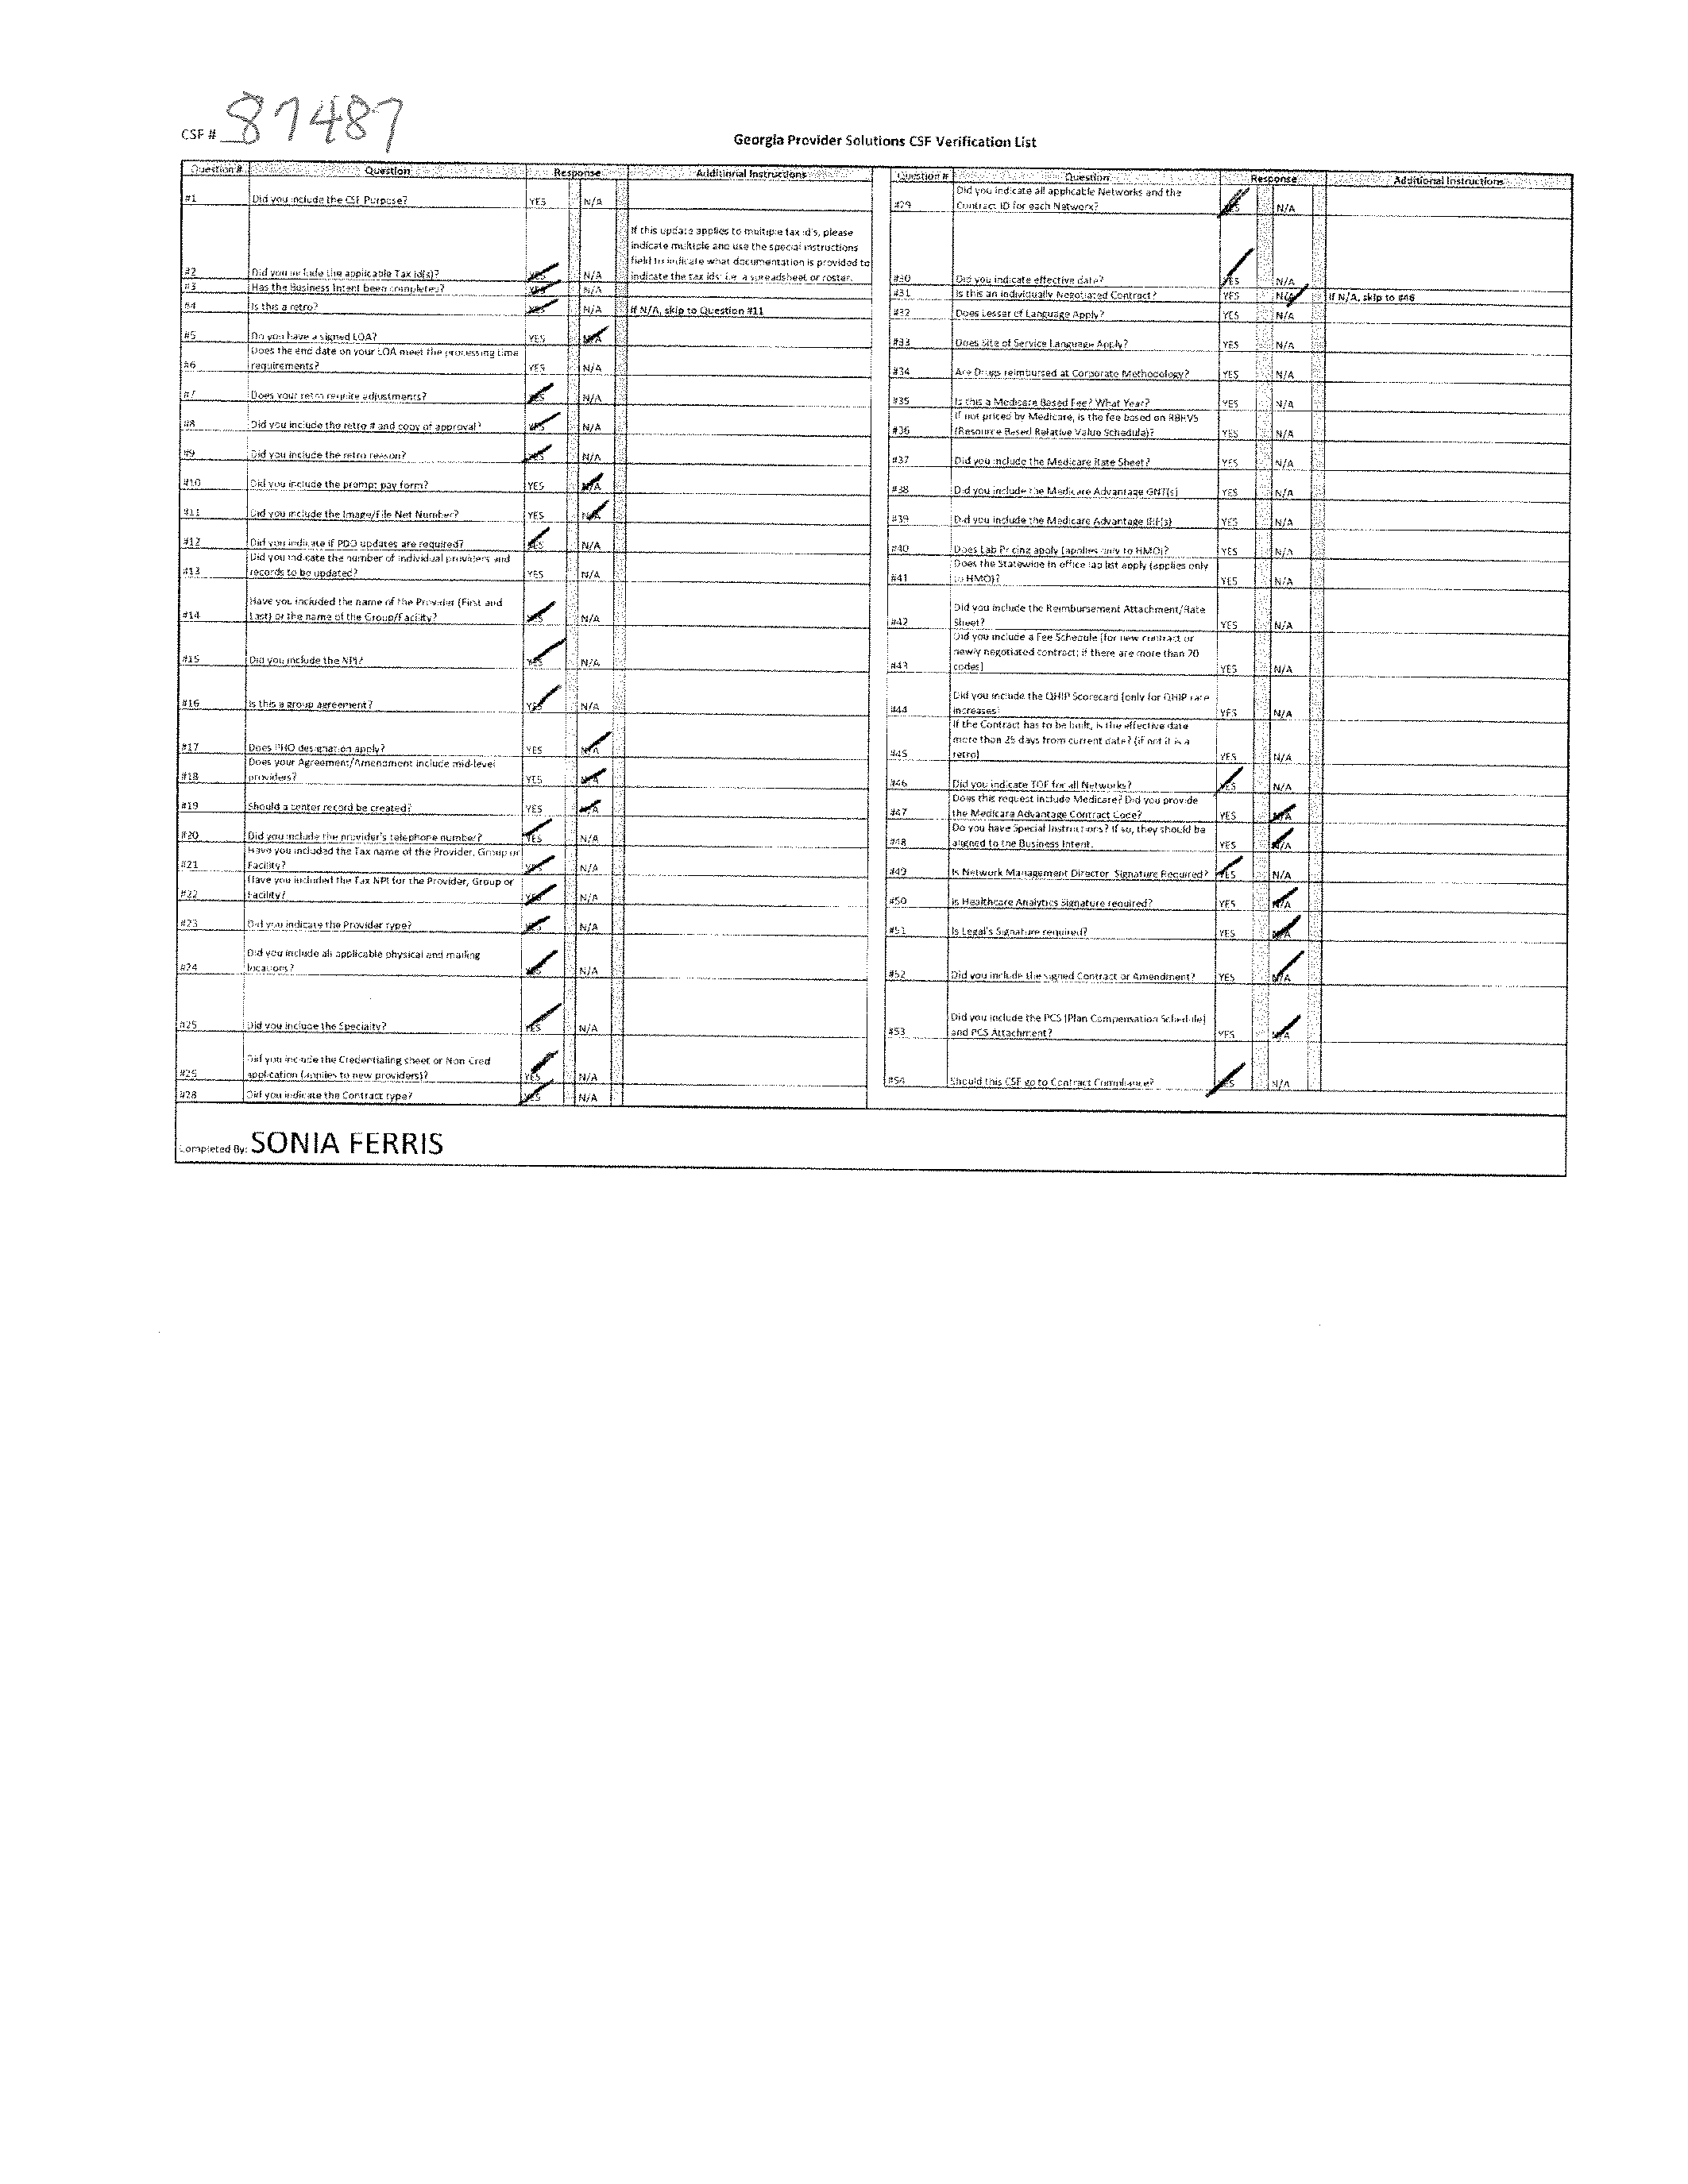 CSF # 87487
Georgia Provider Solutions CSF Verification List
Question # Question Response Additional Instructions
#1 Did you include the CSF Purpose? YES N/A
If this update applies to multiple tax id's, please
indicate multiple and use the special instructions
field to indicate what documentation is provided to
#2 Did you include the applicable Tax id(s)? YES N/A indicate the tax ids: i.e. a spreadsheet or roster.
#3 Has the Business Intent been completed? YES N/A
#4 Is this a retro? YES N/A If N/A, skip to Question #11
#5 Do you have a signed LOA? YES N/A
Does the end date on your LOA meet the processing time
#6 requirements? YES N/A
#7 Does your retro require adjustments? YES N/A
#8 Did you include the retro # and copy of approval? YES N/A
#9 Did you include the retro reason? YES N/A
#10 Did you include the prompt pay form? YES N/A
#11 Did you include the Image/File Net Number? YES N/A
#12 Did you indicate if PDO updates are required? YES N/A
Did you indicate the number of individual providers and
#13 records to be updated? YES N/A
Have you included the name of the Provider (First and
#14 Last) or the name of the Group/Facility? YES N/A
#15 Did you include the NPI? YES N/A
#16 Is this a group agreement? YES N/A
#17 Does PHO designation apply? YES N/A
Does your Agreement/Amendment include mid-level
#18 providers? YES N/A
#19 Should a center record be created? YES N/A
#20 Did you include the provider's telephone number? YES N/A
Have you included the Tax name of the Provider, Group or
#21 Facility? YES N/A
Have you included the Tax NPI for the Provider, Group or
#22 Facility? YES N/A
#23 Did you indicate the Provider type? YES N/A
Did you include all applicable physical and mailing
#24 locations? YES N/A
#25 Did you include the Specialty? YES N/A
Did you include the Credentialing sheet or Non Cred
#26 application (applies to new providers)? YES N/A
#28 Did you indicate the Contract type? YES N/A
Question # Question Response Additional Instructions
Did you indicate all applicable Networks and the
#29 Contract ID for each Network? YES N/A
#30 Did you indicate effective date? YES N/A
#31 Is this an Individually Negotiated Contract? YES N/A If N/A, skip to #46
#32 Does Lesser of Language Apply? YES N/A
#33 Does Site of Service Language Apply? YES N/A
#34 Are Drugs reimbursed at Corporate Methodology? YES N/A
#35 Is this a Medicare Based Fee? What Year? YES N/A
If not priced by Medicare, is the fee based on RBRVS
#36 (Resource Based Relative Value Schedule)? YES N/A
#37 Did you include the Medicare Rate Sheet? YES N/A
#38 Did you include the Medicare Advantage GNT(s) YES N/A
#39 Did you include the Medicare Advantage IRF(s) YES N/A
#40 Does Lab Pricing apply (applies only to HMO)? YES N/A
Does the Statewide in office lab list apply (applies only
#41 to HMO)? YES N/A
Did you include the Reimbursement Attachment/Rate
#42 Sheet? YES N/A
Did you include a Fee Schedule (for new contract or
newly negotiated contract; if there are more than 20
#43 codes) YES N/A
Did you include the QHIP Scorecard (only for QHIP rate
#44 increases) YES N/A
If the Contract has to be built, is the effective date
more than 25 days from current date? (if not it is a
#45 retro) YES N/A
#46 Did you indicate TOF for all Networks? YES N/A
Does this request include Medicare? Did you provide
#47 the Medicare Advantage Contract Code? YES N/A
Do you have Special Instructions? If so, they should be
#48 aligned to the Business Intent. YES N/A
#49 Is Network Management Director Signature Required? YES N/A
#50 Is Healthcare Analytics Signature required? YES N/A
#51 Is Legal's Signature required? YES N/A
#52 Did you include the signed Contract or Amendment? YES N/A
Did you include the PCS (Plan Compensation Schedule)
#53 and PCS Attachment? YES N/A
#54 Should this CSF go to Contract Compliance? YES N/A
Completed By: SONIA FERRIS